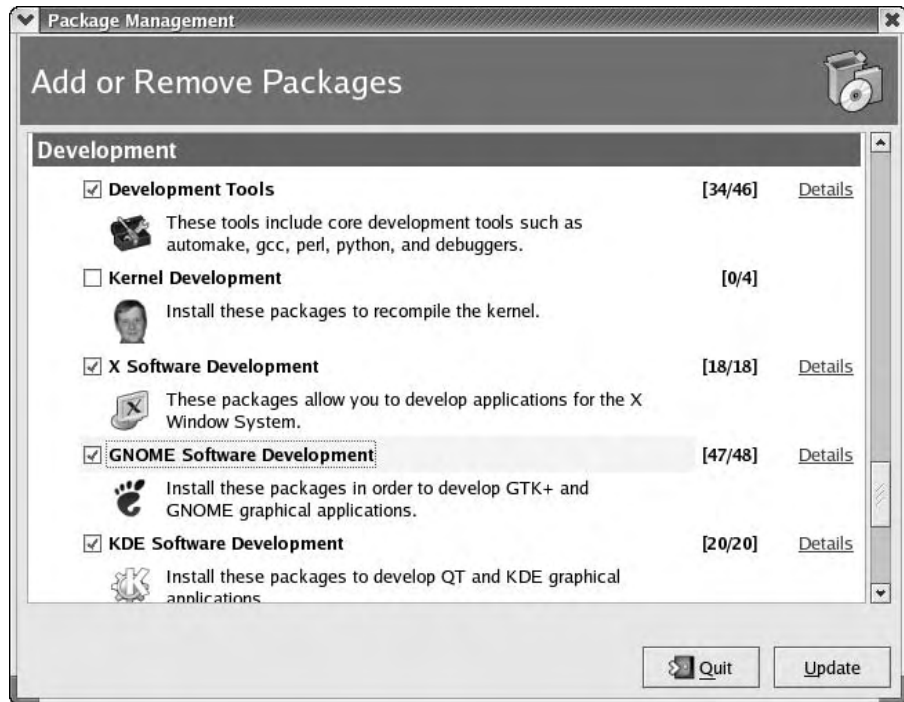 Package Management
Add or Remove Packages
Development
Development Tools [34/46] Details
These tools include core development tools such as
automake, gcc, perl, python, and debuggers.
Kernel Development [0/4]
Install these packages to recompile the kernel.
X Software Development [18/18] Details
These packages allow you to develop applications for the X
Window System.
GNOME Software Development [47/48] Details
Install these packages in order to develop GTK+ and
GNOME graphical applications.
KDE Software Development [20/20] Details
Install these packages to develop QT and KDE graphical
applications.
Quit Update